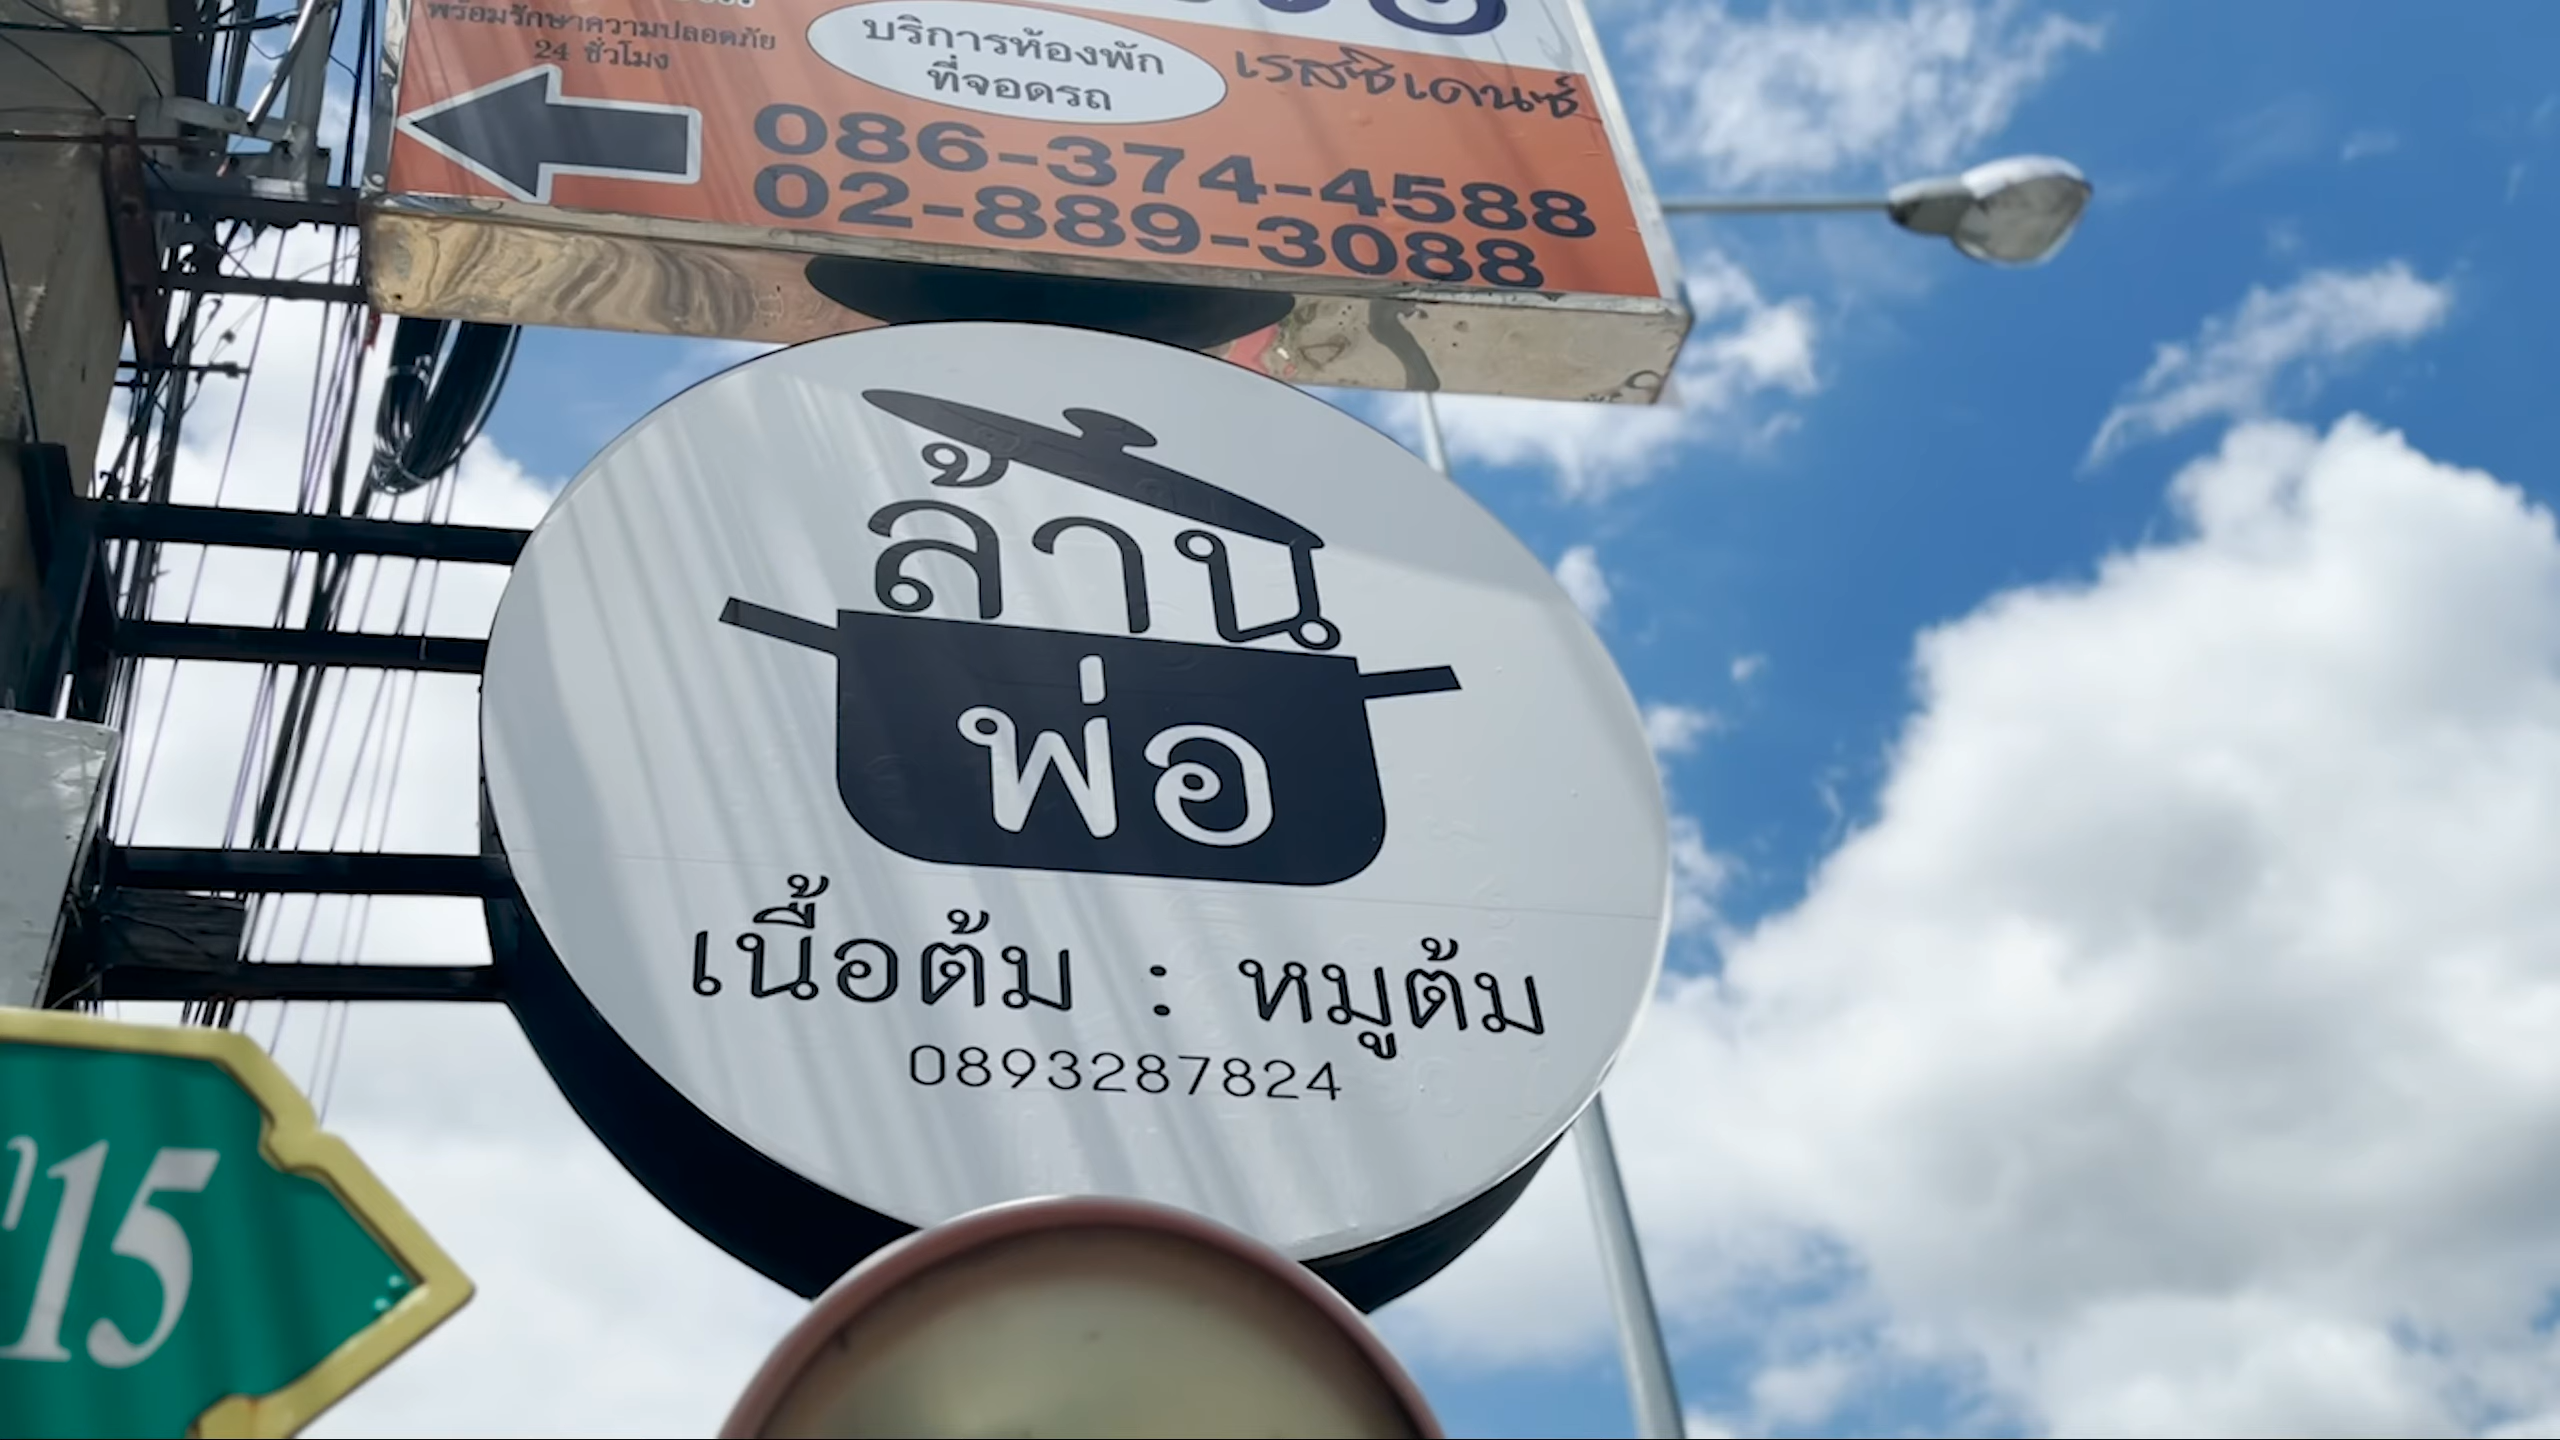 พร้อมรักษาความปลอดภัย
24 ชั่วโมง
บริการห้องพัก
ที่จอดรถ
เรสซิเดนซ์
086-374-4588
02-889-3088
ล้าน
พ่อ
เนื้อต้ม : หมูต้ม
0893287824
15